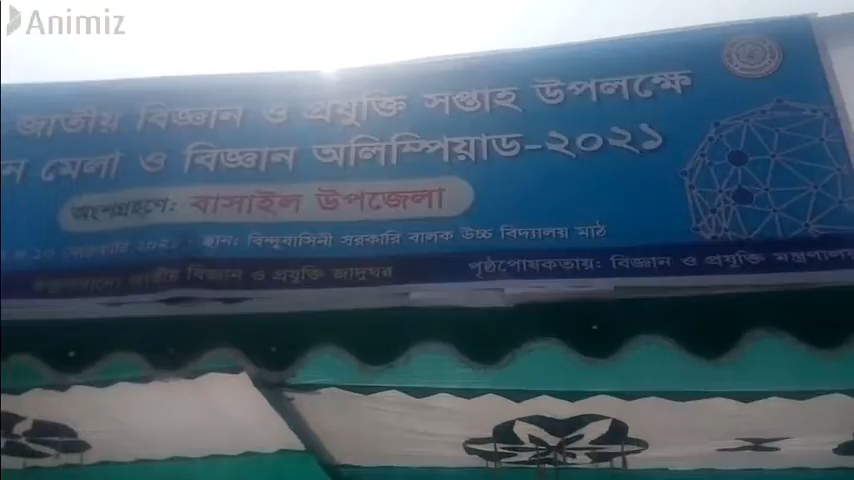 Animiz
জাতীয় বিজ্ঞান ও প্রযুক্তি সপ্তাহ উপলক্ষে
মেলা ও বিজ্ঞান অলিম্পিয়াড-২০২১
অংশগ্রহণে: বাসাইল উপজেলা
২০২১ স্থান: বিন্দুবাসিনী সরকারি বালক উচ্চ বিদ্যালয় মাঠ
জাতীয় বিজ্ঞান ও প্রযুক্তি জাদুঘর পৃষ্ঠপোষকতায়: বিজ্ঞান ও প্রযুক্তি মন্ত্রণালয়